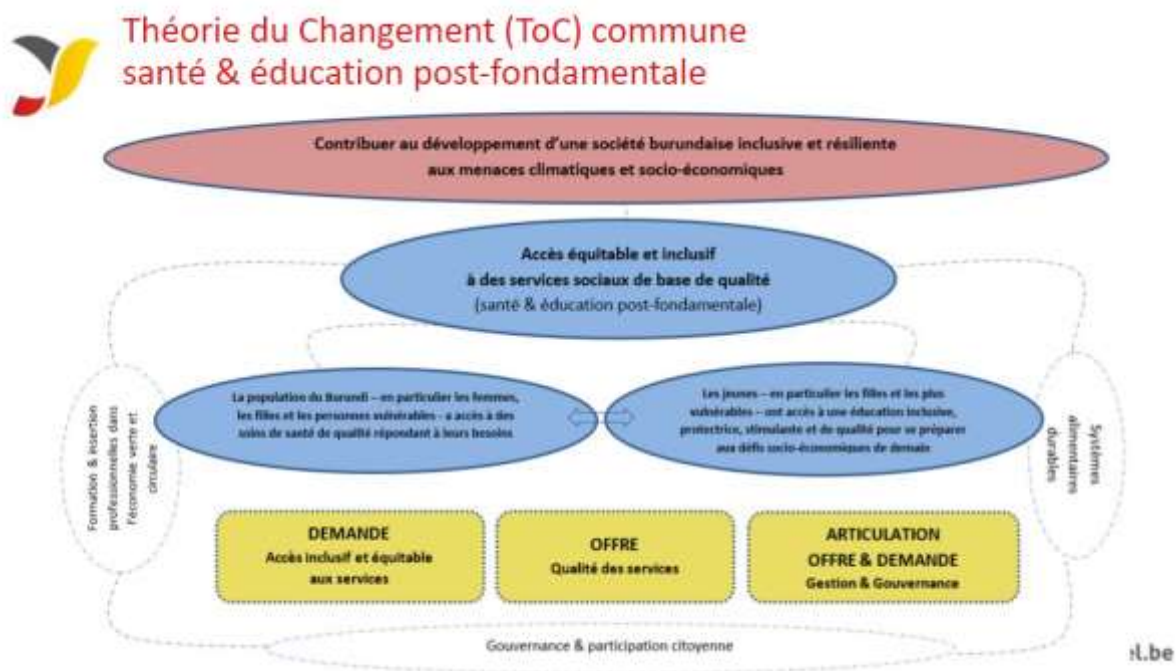 Théorie du Changement (ToC) commune
santé & éducation post-fondamentale
Contribuer au développement d'une société burundaise inclusive et résiliente
aux menaces climatiques et socio-économiques
Accès équitable et inclusif
à des services sociaux de base de qualité
(santé & éducation post-fondamentale)
La population du Burundi – en particulier les femmes,
les filles et les personnes vulnérables - a accès à des
soins de santé de qualité répondant à leurs besoins
Les jeunes – en particulier les filles et les plus
vulnérables – ont accès à une éducation inclusive,
protectrice, stimulante et de qualité pour se préparer
aux défis socio-économiques de demain
Formation & insertion
professionnelles dans
l'économie verte et
circulaire
Systèmes
alimentaires
durables
DEMANDE
Accès inclusif et équitable
aux services
OFFRE
Qualité des services
ARTICULATION
OFFRE & DEMANDE
Gestion & Gouvernance
Gouvernance & participation citoyenne
el.be